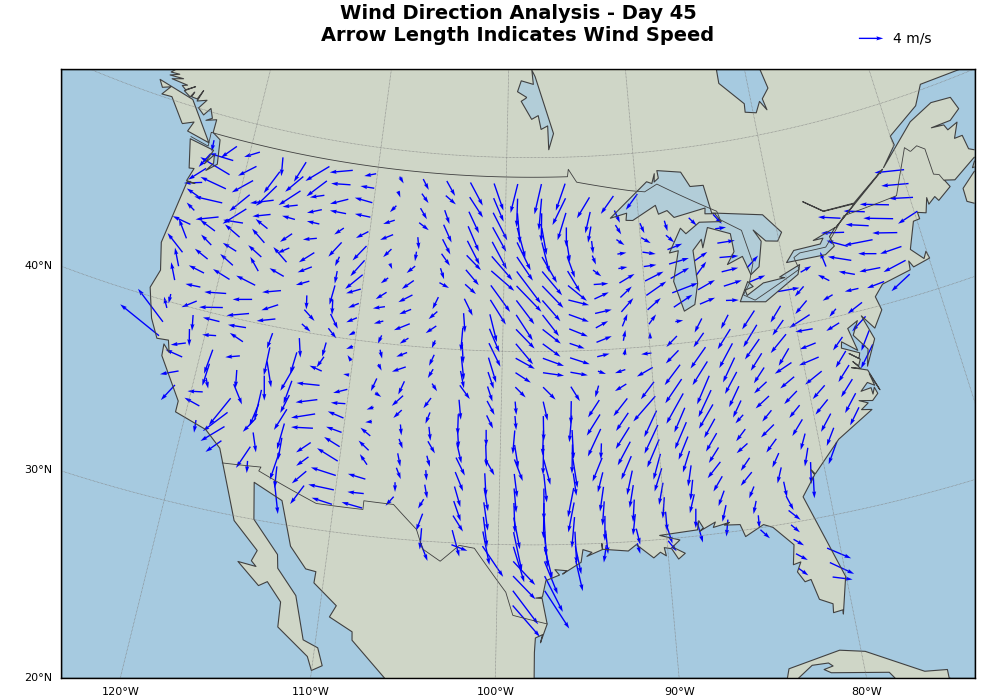 Wind Direction Analysis - Day 45
Arrow Length Indicates Wind Speed
4 m/s
40°N
30°N
20°N
120°W
110°W
100°W
90°W
80°W